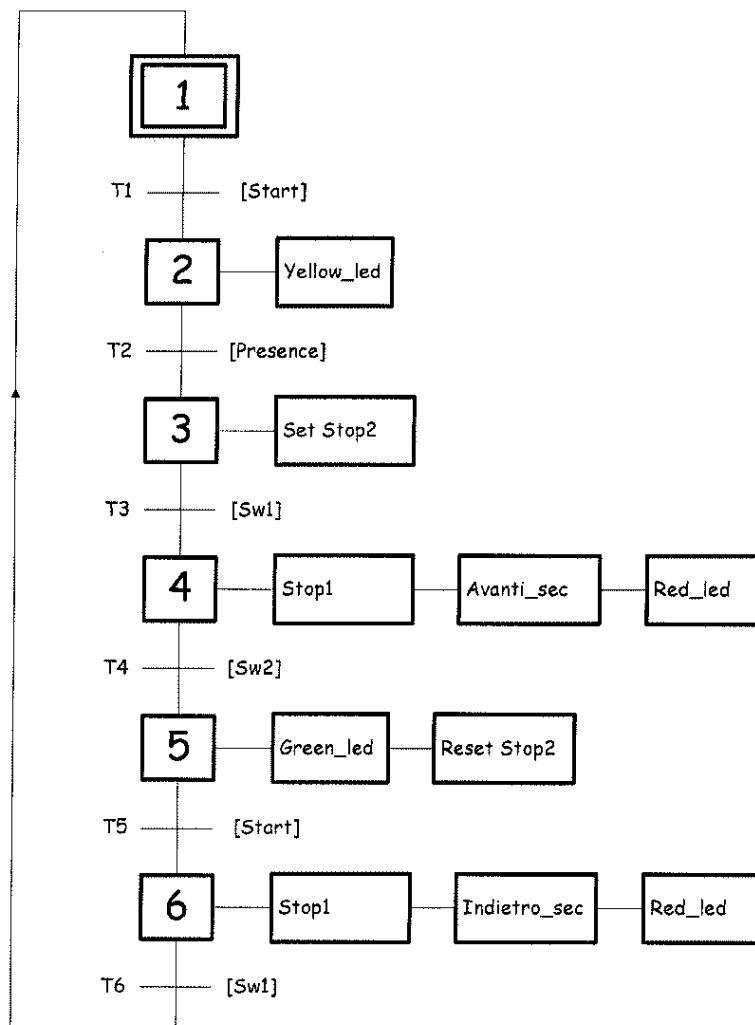 1
T1 [Start]
2 Yellow_led
T2 [Presence]
3 Set Stop2
T3 [Sw1]
4 Stop1 Avanti_sec Red_led
T4 [Sw2]
5 Green_led Reset Stop2
T5 [Start]
6 Stop1 Indietro_sec Red_led
T6 [Sw1]